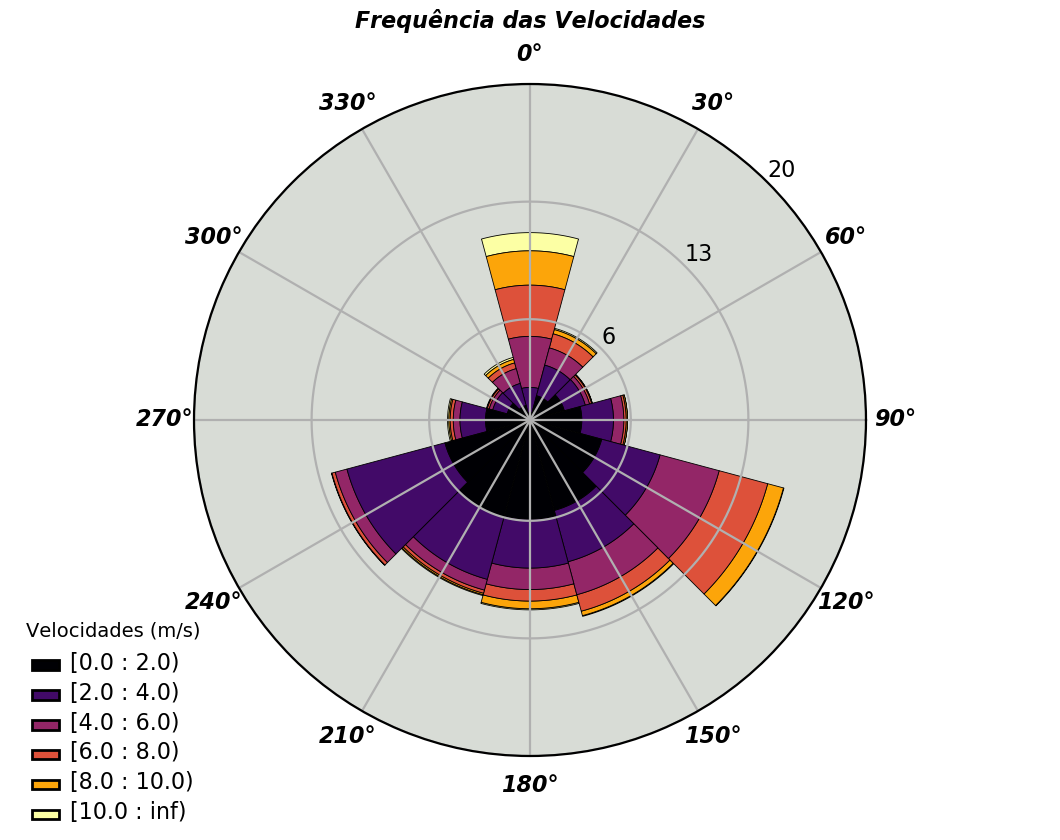 Frequência das Velocidades
0°
330°
30°
20
300°
60°
13
6
270°
90°
240°
120°
210°
150°
180°
Velocidades (m/s)
[0.0 : 2.0)
[2.0 : 4.0)
[4.0 : 6.0)
[6.0 : 8.0)
[8.0 : 10.0)
[10.0 : inf)